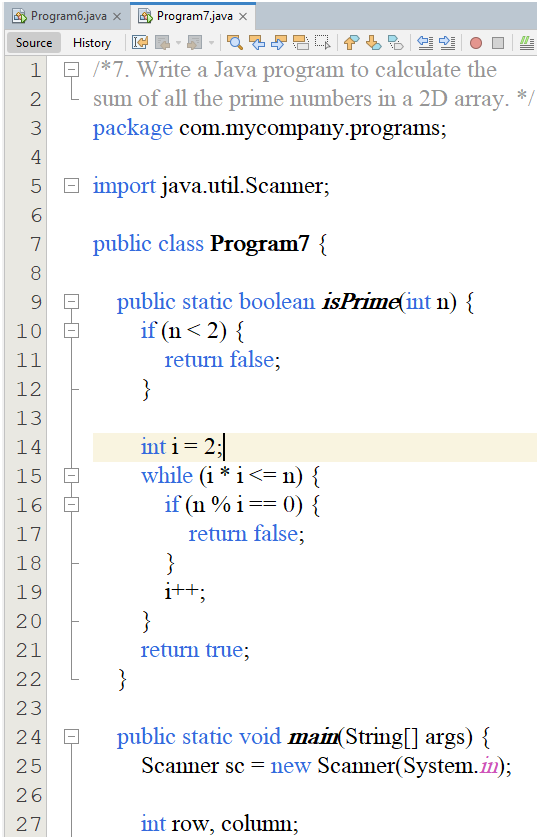 Program6.java × Program7.java ×
Source History
1 /*7. Write a Java program to calculate the
2 sum of all the prime numbers in a 2D array. */
3 package com.mycompany.programs;
4
5 import java.util.Scanner;
6
7 public class Program7 {
8
9 public static boolean isPrime(int n) {
10 if (n < 2) {
11 return false;
12 }
13
14 int i = 2;
15 while (i * i <= n) {
16 if (n % i == 0) {
17 return false;
18 }
19 i++;
20 }
21 return true;
22 }
23
24 public static void main(String[] args) {
25 Scanner sc = new Scanner(System.in);
26
27 int row, column;